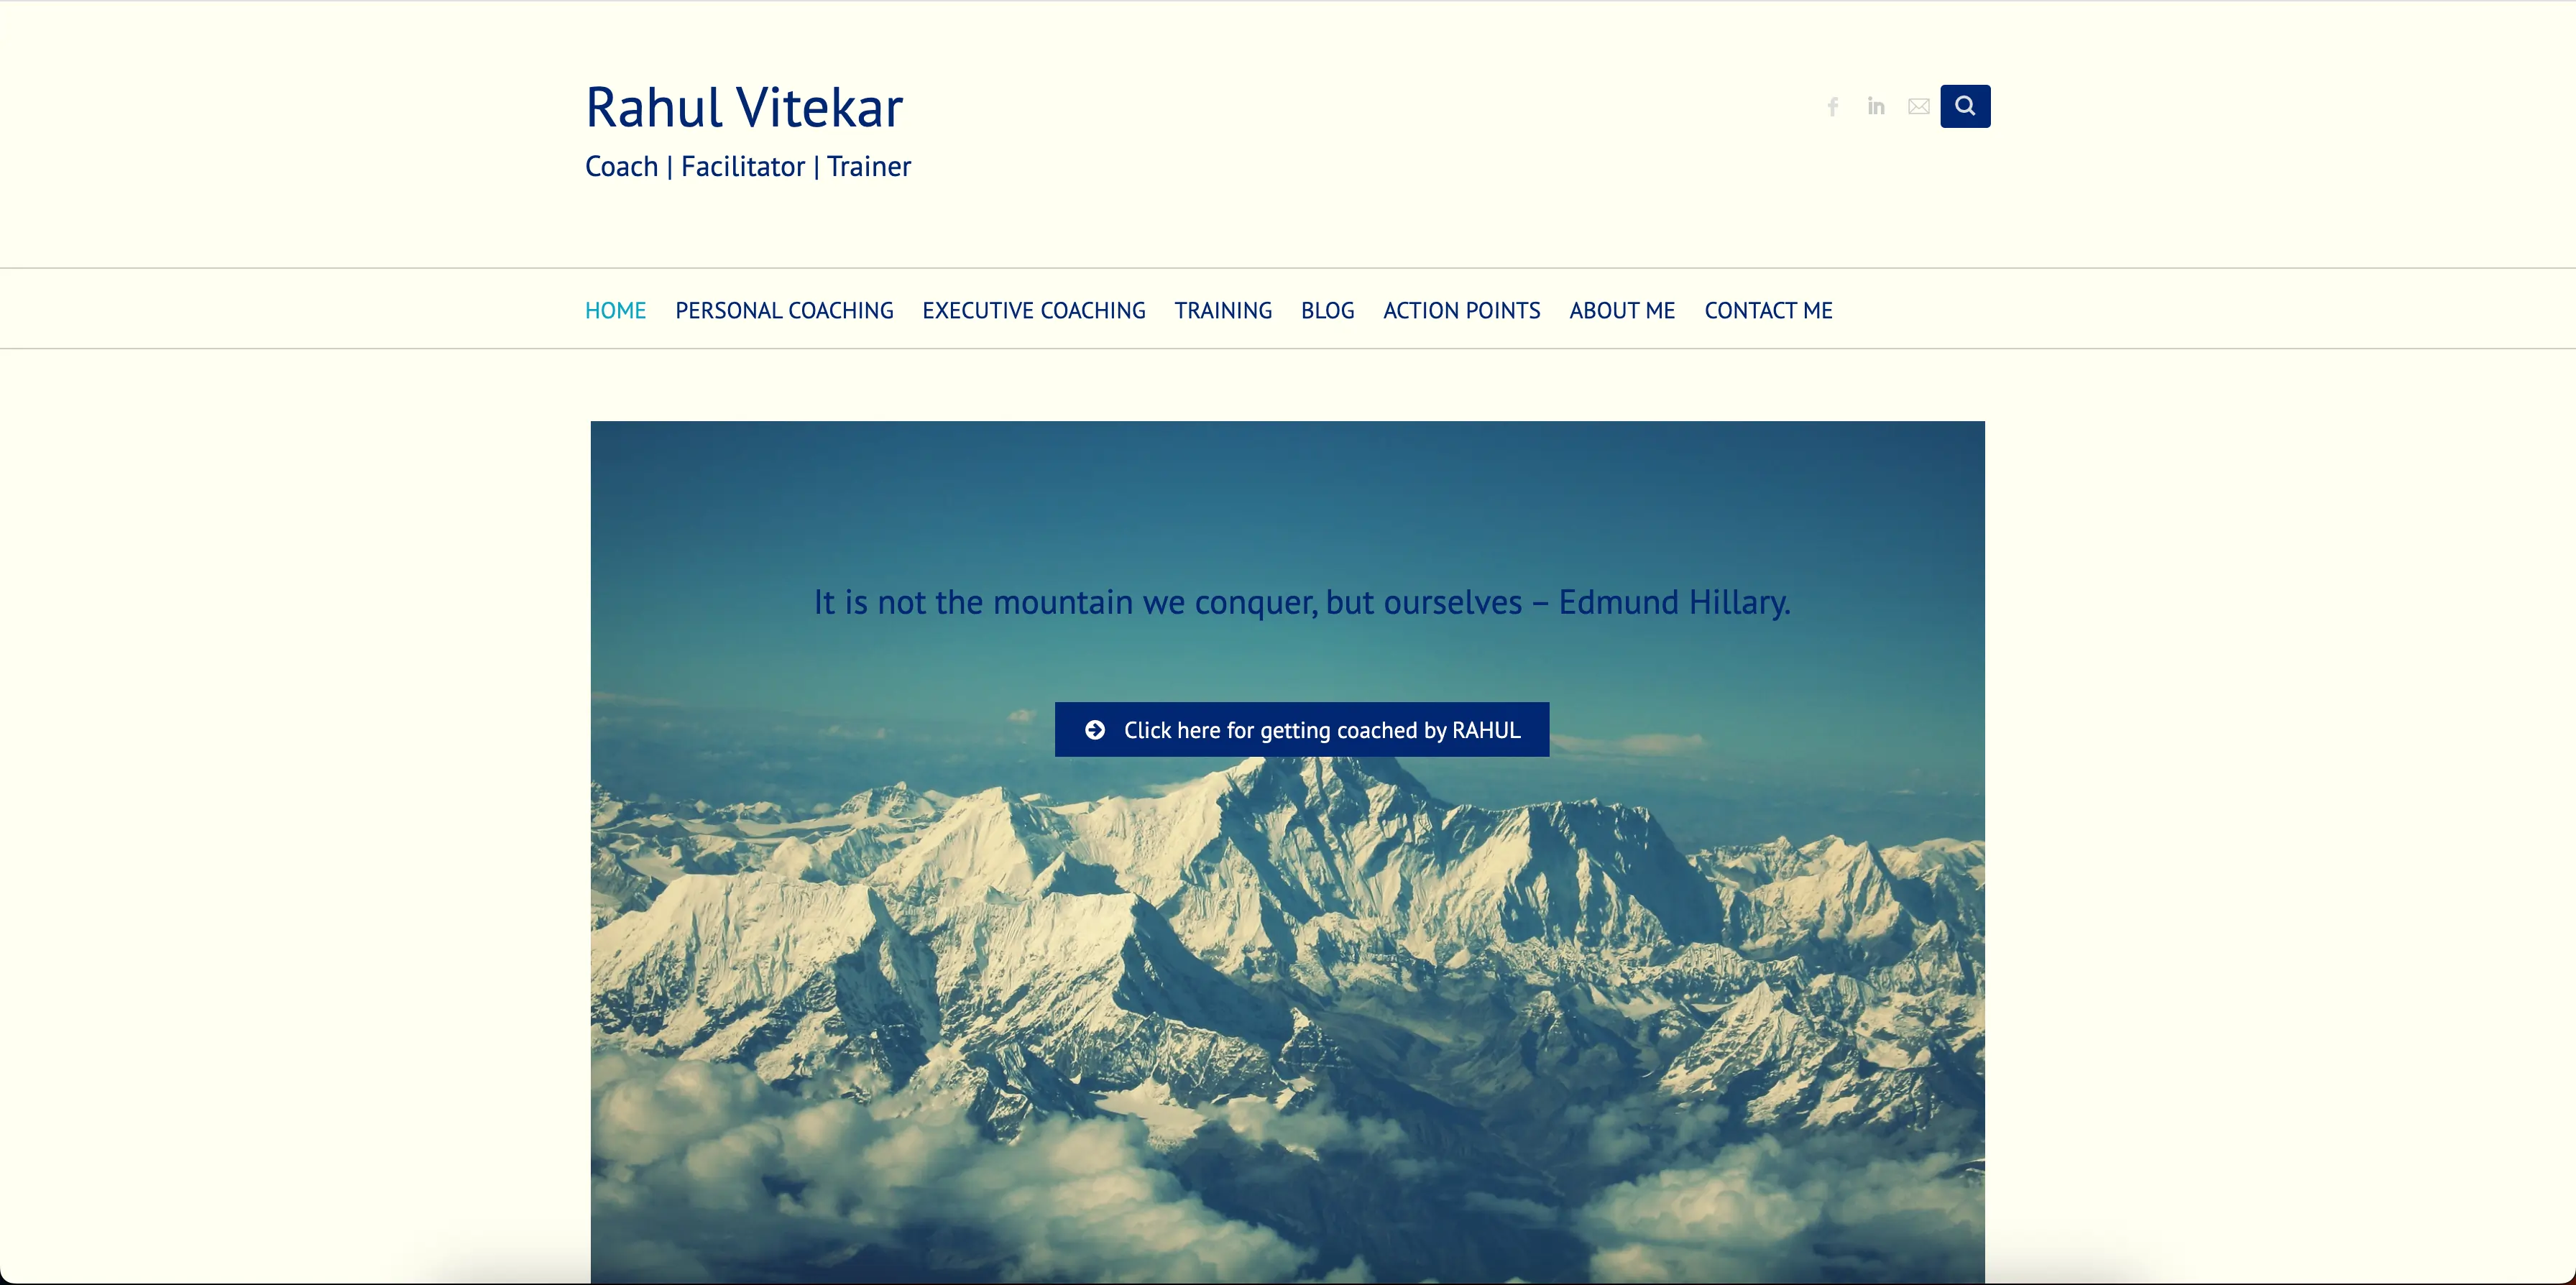 Rahul Vitekar
Coach | Facilitator | Trainer
HOME PERSONAL COACHING EXECUTIVE COACHING TRAINING BLOG ACTION POINTS ABOUT ME CONTACT ME
It is not the mountain we conquer, but ourselves – Edmund Hillary.
Click here for getting coached by RAHUL